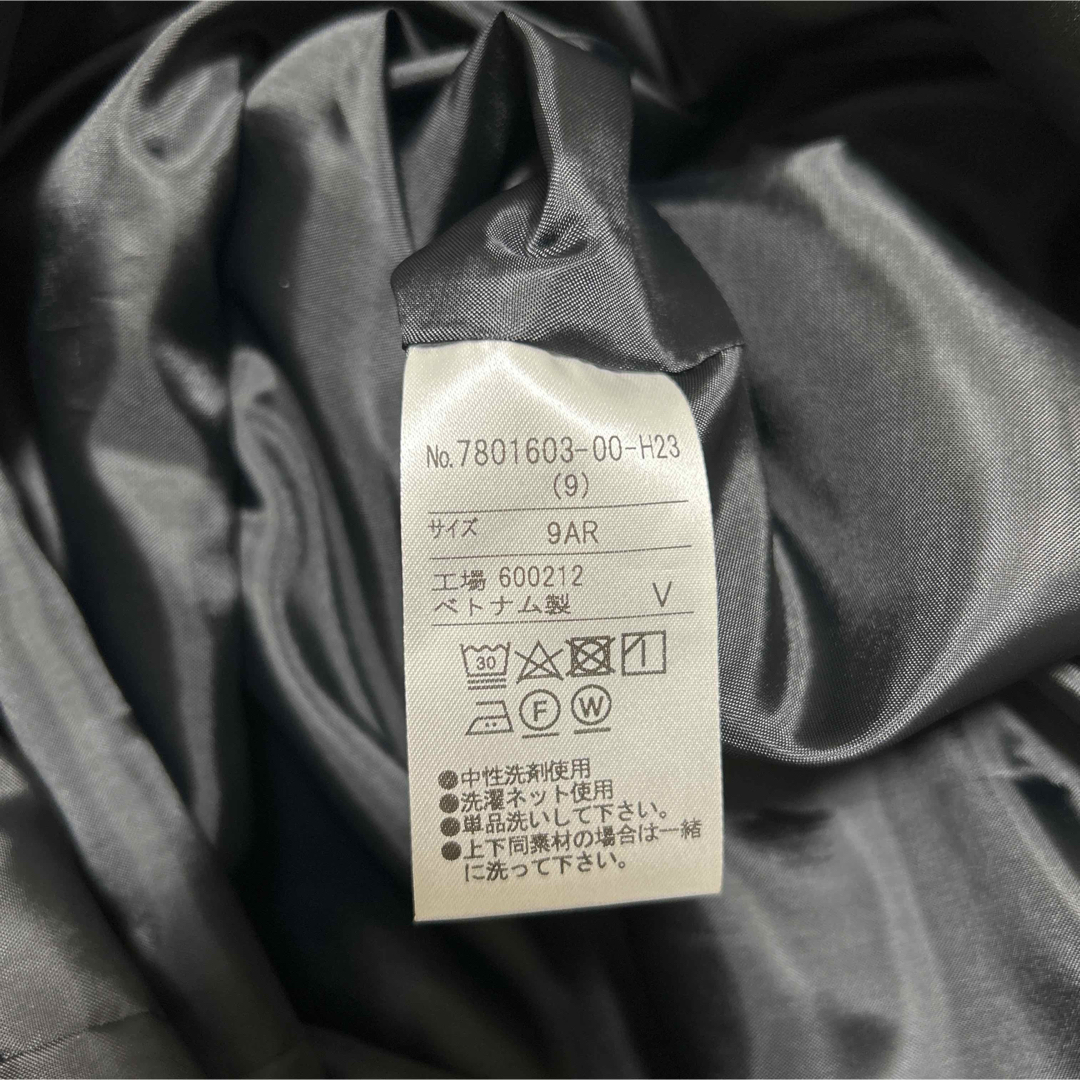 No.7801603-00-H23
(9)
サイズ 9AR
工場 600212
ベトナム製 V
30
F W
●中性洗剤使用
●洗濯ネット使用
●単品洗いして下さい。
●上下同素材の場合は一緒
に洗って下さい。